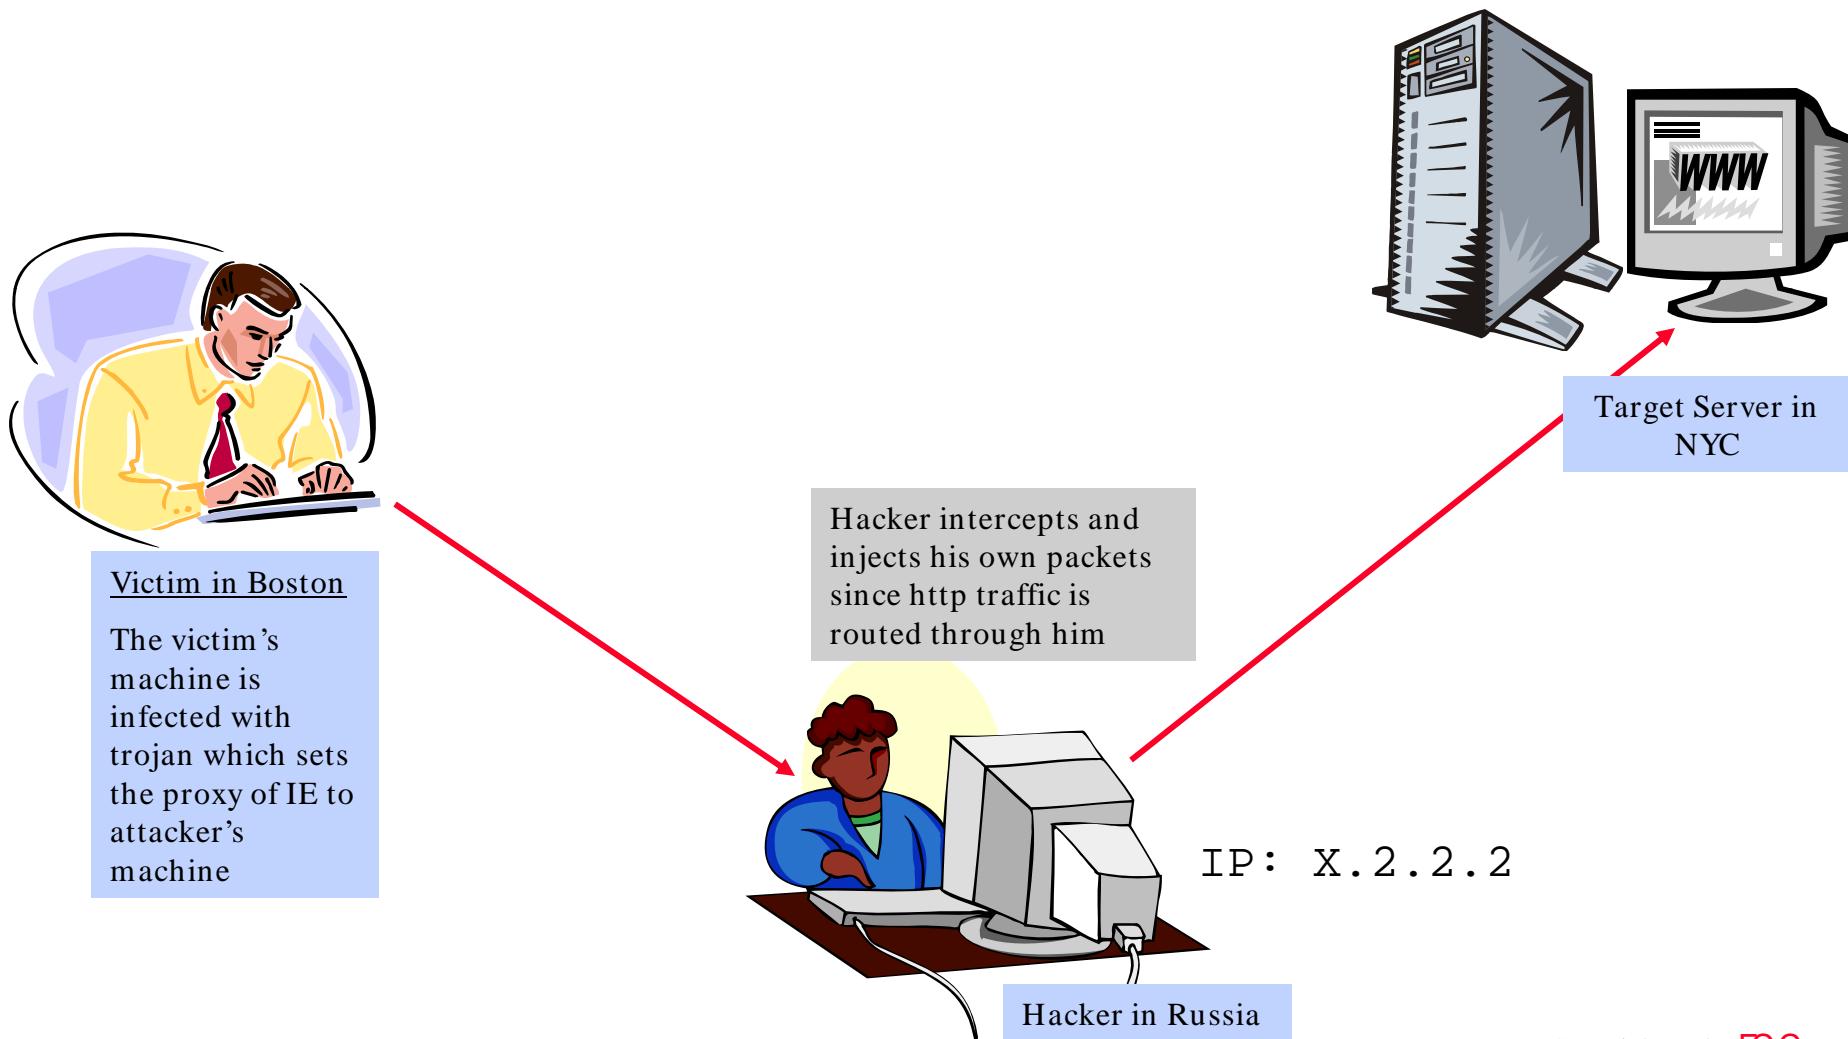 WWW
Target Server in
NYC
Hacker intercepts and
injects his own packets
since http traffic is
routed through him
Victim in Boston
The victim’s
machine is
infected with
trojan which sets
the proxy of IE to
attacker’s
machine
IP: X.2.2.2
Hacker in Russia